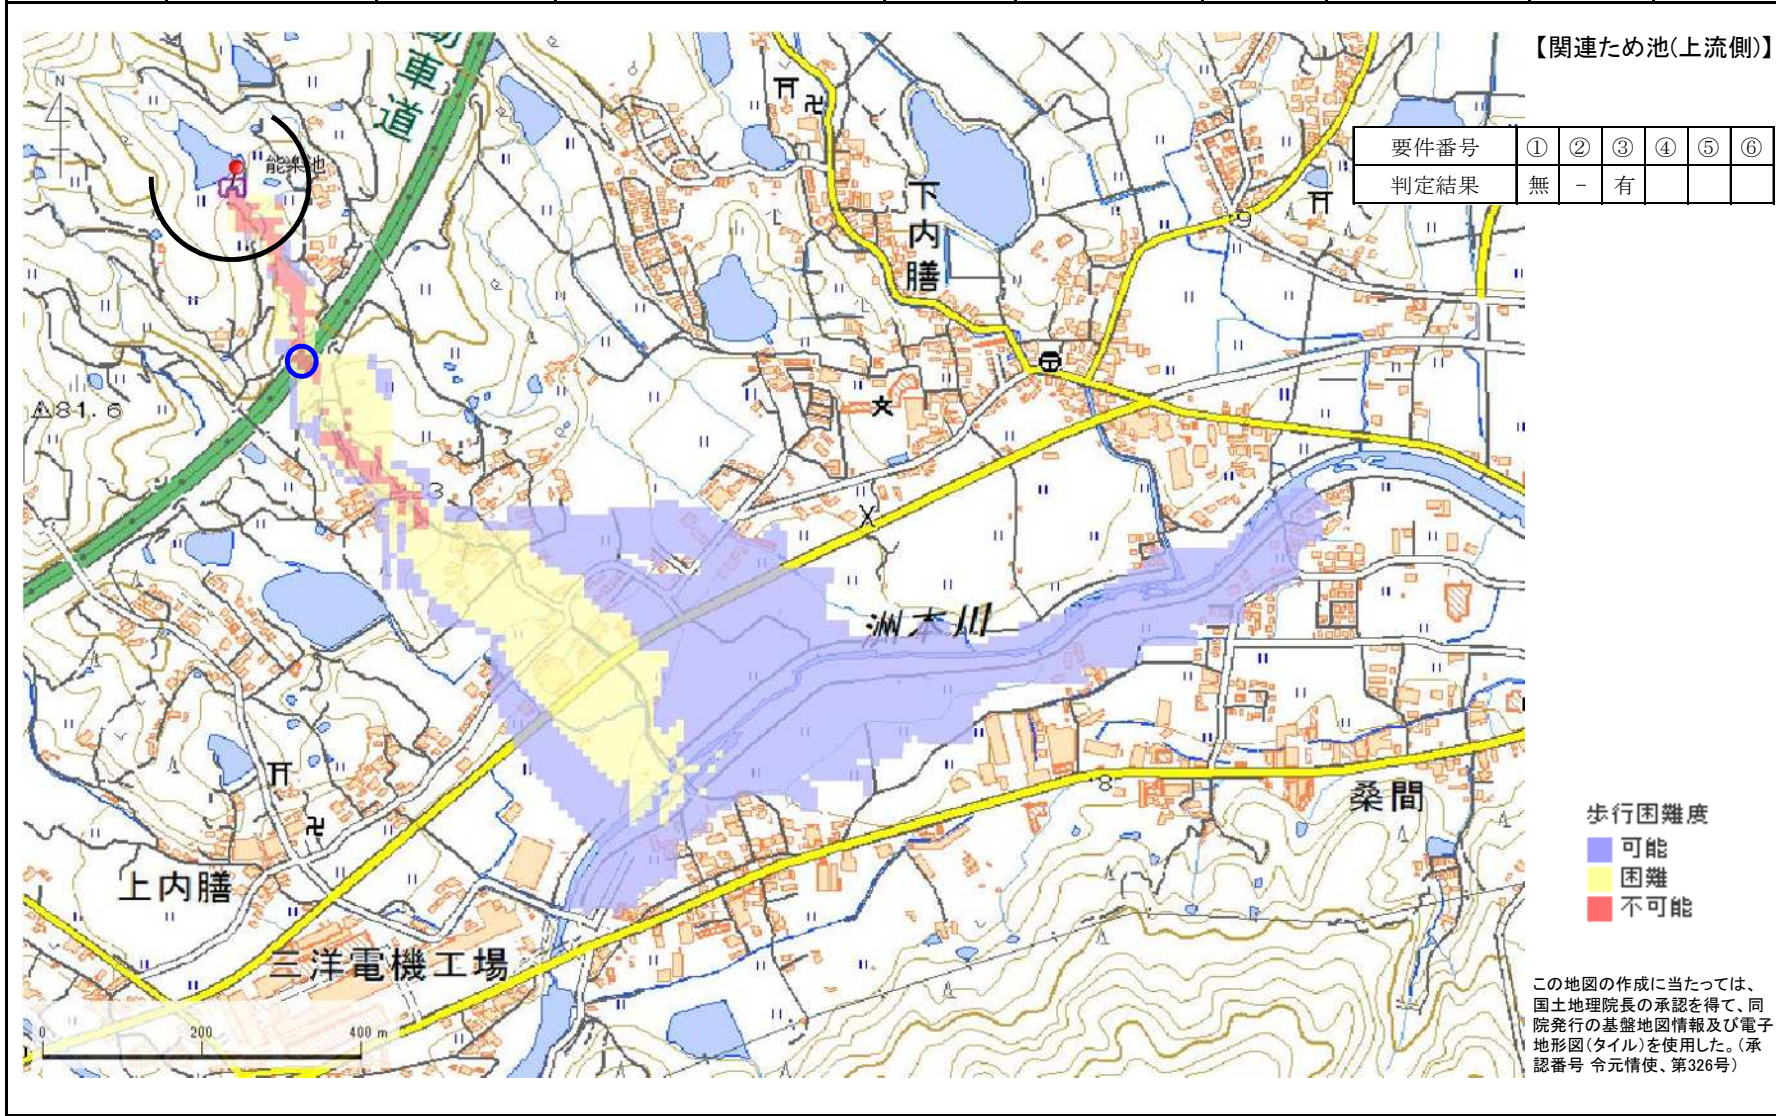 【関連ため池(上流側)】
要件番号 ① ② ③ ④ ⑤ ⑥
判定結果 無 - 有
動車道
N
能楽池
下内膳
9
81.6
3
洲本川
8
桑間
上内膳
三洋電機工場
0 200 400 m
歩行困難度
可能
困難
不可能
この地図の作成に当たっては、
国土地理院長の承認を得て、同
院発行の基盤地図情報及び電子
地形図(タイル)を使用した。(承
認番号 令元情使、第326号)